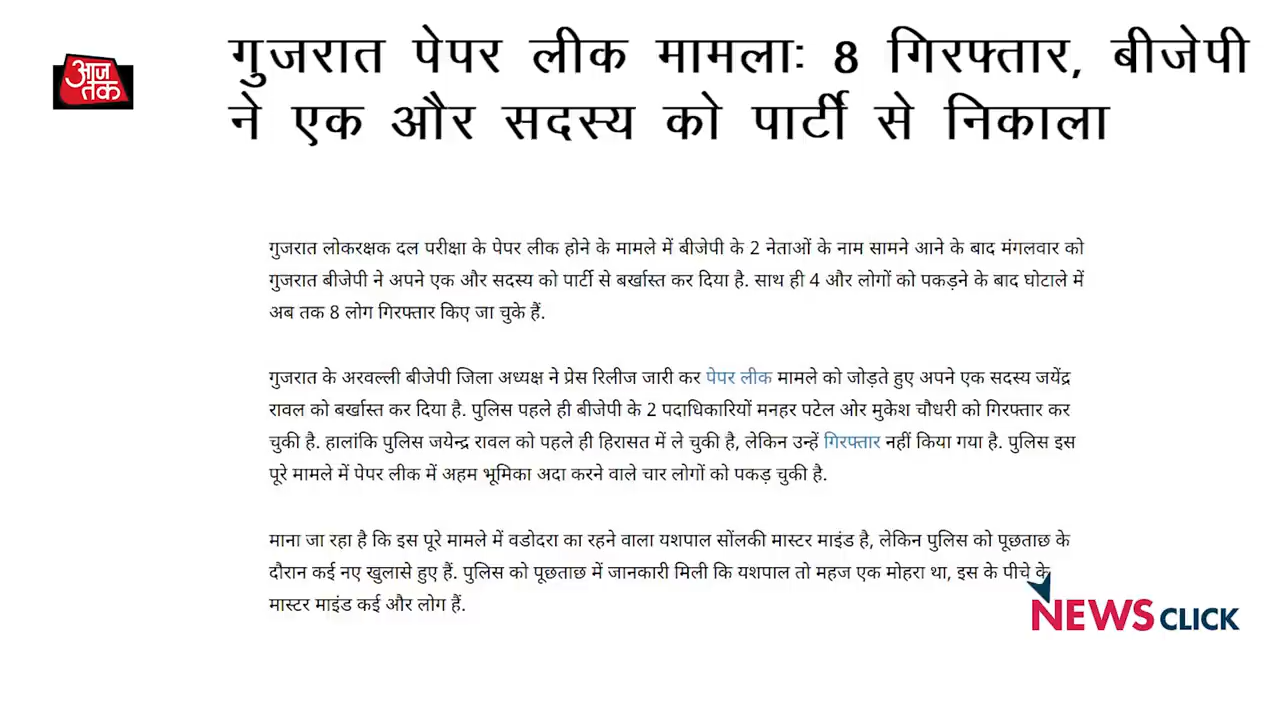 आज
तक
गुजरात पेपर लीक मामलाः 8 गिरफ्तार, बीजेपी
ने एक और सदस्य को पार्टी से निकाला
गुजरात लोकरक्षक दल परीक्षा के पेपर लीक होने के मामले में बीजेपी के 2 नेताओं के नाम सामने आने के बाद मंगलवार को
गुजरात बीजेपी ने अपने एक और सदस्य को पार्टी से बर्खास्त कर दिया है. साथ ही 4 और लोगों को पकड़ने के बाद घोटाले में
अब तक 8 लोग गिरफ्तार किए जा चुके हैं.
गुजरात के अरवल्ली बीजेपी जिला अध्यक्ष ने प्रेस रिलीज जारी कर पेपर लीक मामले को जोड़ते हुए अपने एक सदस्य जयेंद्र
रावल को बर्खास्त कर दिया है. पुलिस पहले ही बीजेपी के 2 पदाधिकारियों मनहर पटेल ओर मुकेश चौधरी को गिरफ्तार कर
चुकी है. हालांकि पुलिस जयेन्द्र रावल को पहले ही हिरासत में ले चुकी है, लेकिन उन्हें गिरफ्तार नहीं किया गया है. पुलिस इस
पूरे मामले में पेपर लीक में अहम भूमिका अदा करने वाले चार लोगों को पकड़ चुकी है.
माना जा रहा है कि इस पूरे मामले में वडोदरा का रहने वाला यशपाल सोंलकी मास्टर माइंड है, लेकिन पुलिस को पूछताछ के
दौरान कई नए खुलासे हुए हैं. पुलिस को पूछताछ में जानकारी मिली कि यशपाल तो महज एक मोहरा था, इस के पीचे के
मास्टर माइंड कई और लोग हैं.
NEWS CLICK